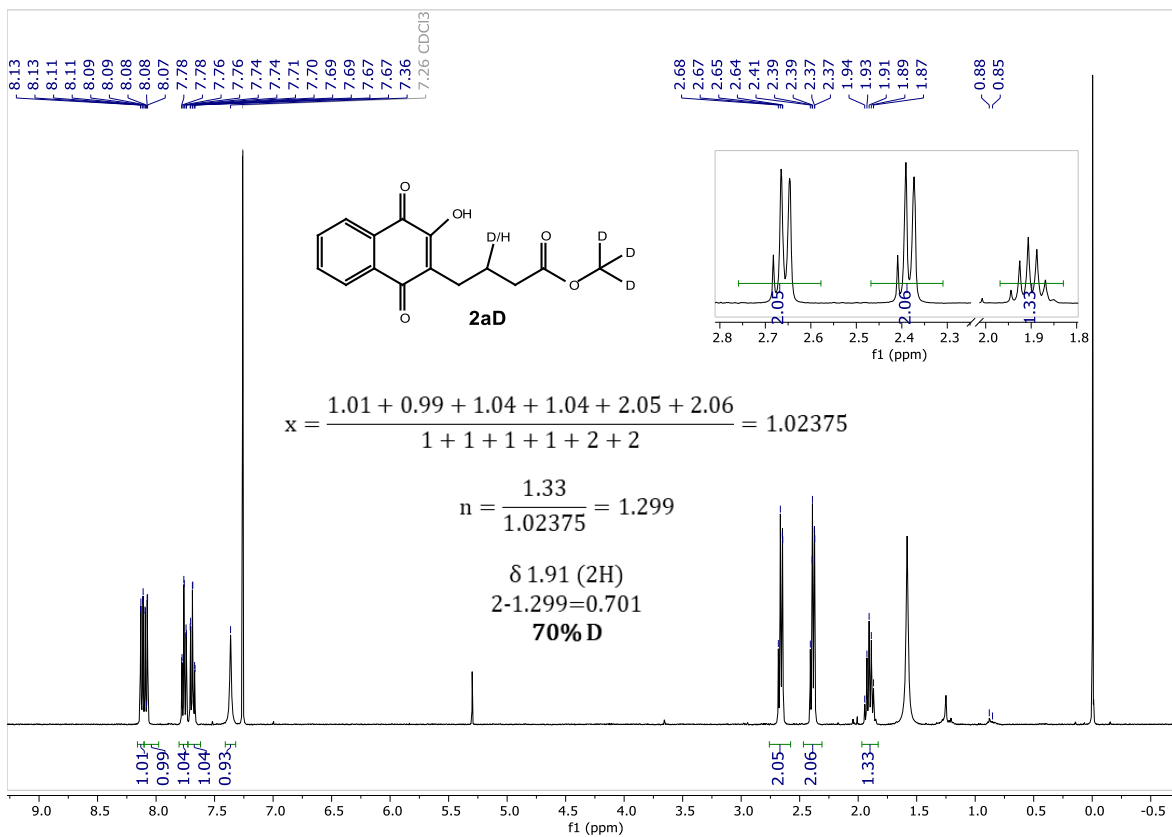 8.13 8.13 8.11 8.11 8.09 8.09 8.08 8.08 8.07 7.78 7.78 7.76 7.76 7.74 7.74 7.71 7.70 7.69 7.69 7.67 7.67 7.36 7.26 CDCl3
2.68 2.67 2.65 2.64 2.41 2.39 2.39 2.37 2.37 1.94 1.93 1.91 1.89 1.87
0.88 0.85
O
OH
D/H
O
D
D
O
D
O
2aD
2.05 2.06 1.33
2.8 2.7 2.6 2.5 2.4 2.3 2.0 1.9 1.8
f1 (ppm)
x = (1.01 + 0.99 + 1.04 + 1.04 + 2.05 + 2.06) / (1 + 1 + 1 + 1 + 2 + 2) = 1.02375
n = 1.33 / 1.02375 = 1.299
δ 1.91 (2H)
2-1.299=0.701
70% D
1.01 0.99 1.04 1.04 0.93 2.05 2.06 1.33
9.0 8.5 8.0 7.5 7.0 6.5 6.0 5.5 5.0 4.5 4.0 3.5 3.0 2.5 2.0 1.5 1.0 0.5 0.0 -0.5
f1 (ppm)